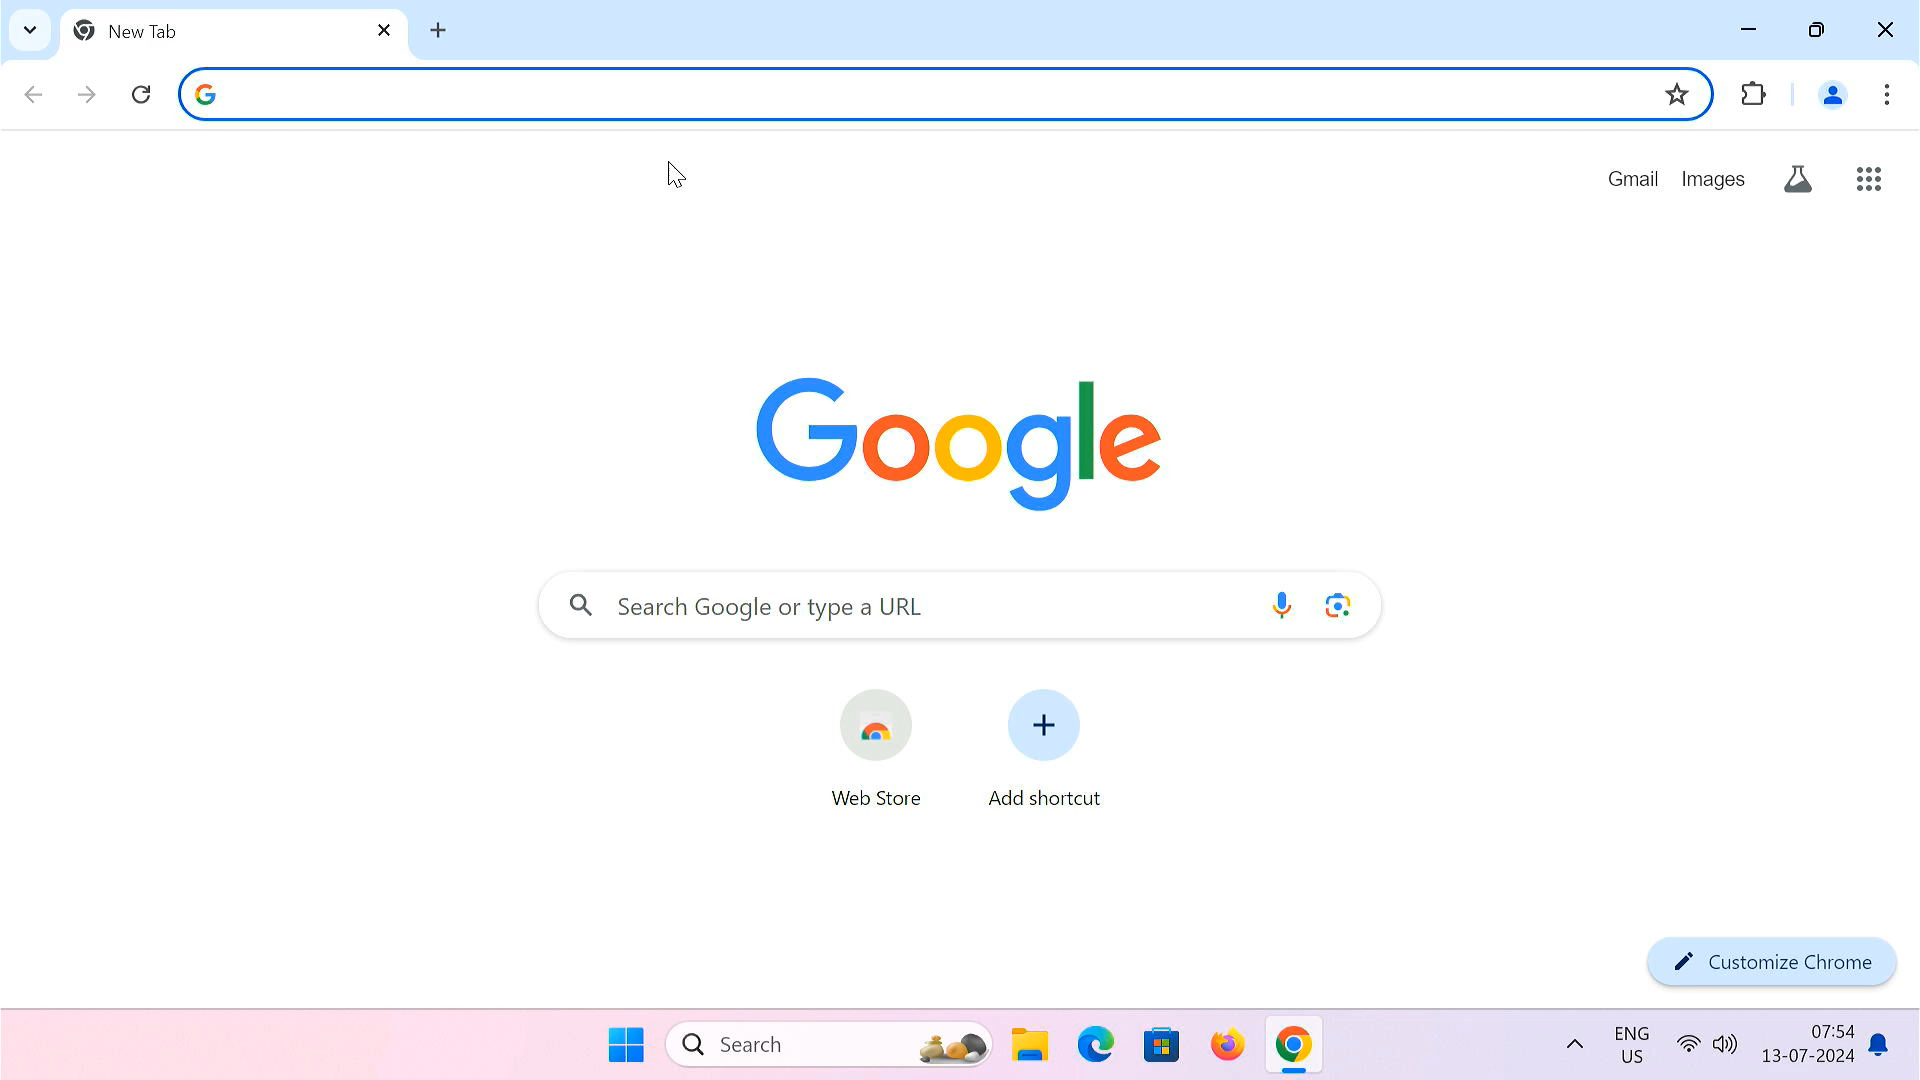 New Tab
Gmail Images
Google
Search Google or type a URL
Web Store
Add shortcut
Customize Chrome
Search
ENG
US
07:54
13-07-2024